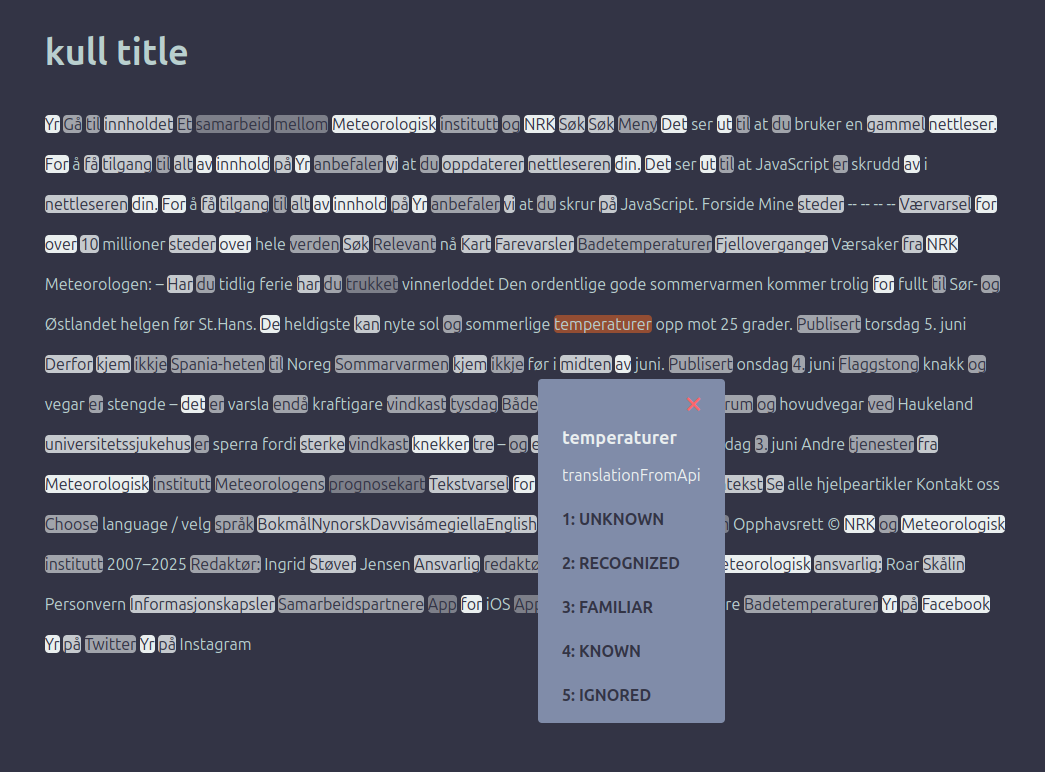 kull title
Yr Gå til innholdet Et samarbeid mellom Meteorologisk institutt og NRK Søk Søk Meny Det ser ut til at du bruker en gammel nettleser.
For å få tilgang til alt av innhold på Yr anbefaler vi at du oppdaterer nettleseren din. Det ser ut til at JavaScript er skrudd av i
nettleseren din. For å få tilgang til alt av innhold på Yr anbefaler vi at du skrur på JavaScript. Forside Mine steder -- -- -- -- Værvarsel for
over 10 millioner steder over hele verden Søk Relevant nå Kart Farevarsler Badetemperaturer Fjelloverganger Værsaker fra NRK
Meteorologen: – Har du tidlig ferie har du trukket vinnerloddet Den ordentlige gode sommervarmen kommer trolig for fullt til Sør- og
Østlandet helgen før St.Hans. De heldigste kan nyte sol og sommerlige temperaturer opp mot 25 grader. Publisert torsdag 5. juni
Derfor kjem ikkje Spania-heten til Noreg Sommarvarmen kjem ikkje før i midten av juni. Publisert onsdag 4. juni Flaggstong knakk og
vegar er stengde – det er varsla endå kraftigare vindkast tysdag Både rum og hovudvegar ved Haukeland
universitetssjukehus er sperra fordi sterke vindkast knekker tre – og dag 3. juni Andre tjenester fra
Meteorologisk institutt Meteorologens prognosekart Tekstvarsel for tekst Se alle hjelpeartikler Kontakt oss
Choose language / velg språk BokmålNynorskDavvisámegiellaEnglish Opphavsrett © NRK og Meteorologisk
institutt 2007–2025 Redaktør: Ingrid Støver Jensen Ansvarlig redaktø eteorologisk ansvarlig: Roar Skålin
Personvern Informasjonskapsler Samarbeidspartnere App for iOS App re Badetemperaturer Yr på Facebook
Yr på Twitter Yr på Instagram
temperaturer
translationFromApi
1: UNKNOWN
2: RECOGNIZED
3: FAMILIAR
4: KNOWN
5: IGNORED